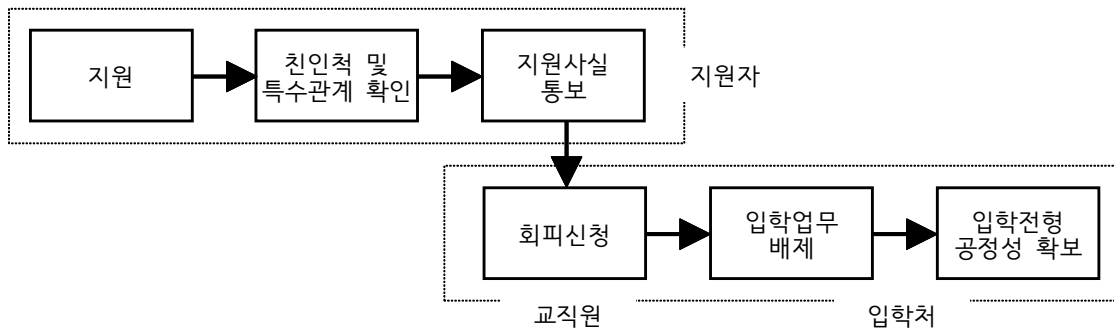 지원
친인척 및
특수관계 확인
지원사실
통보
지원자
회피신청
입학업무
배제
입학전형
공정성 확보
교직원
입학처